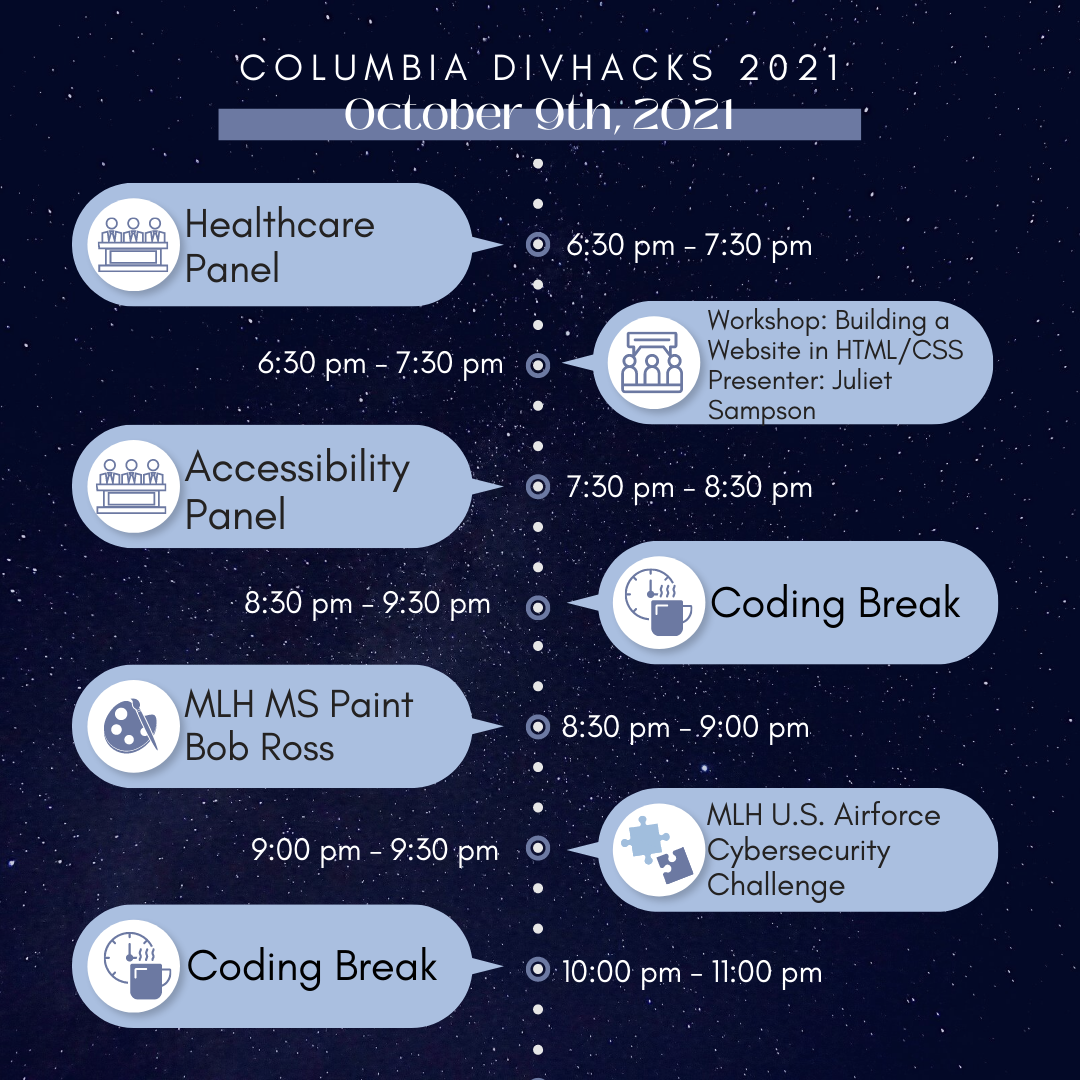 COLUMBIA DIVHACKS 2021
October 9th, 2021
Healthcare
Panel
6:30 pm - 7:30 pm
6:30 pm - 7:30 pm
Workshop: Building a
Website in HTML/CSS
Presenter: Juliet
Sampson
Accessibility
Panel
7:30 pm - 8:30 pm
8:30 pm - 9:30 pm
Coding Break
MLH MS Paint
Bob Ross
8:30 pm - 9:00 pm
9:00 pm - 9:30 pm
MLH U.S. Airforce
Cybersecurity
Challenge
Coding Break
10:00 pm - 11:00 pm